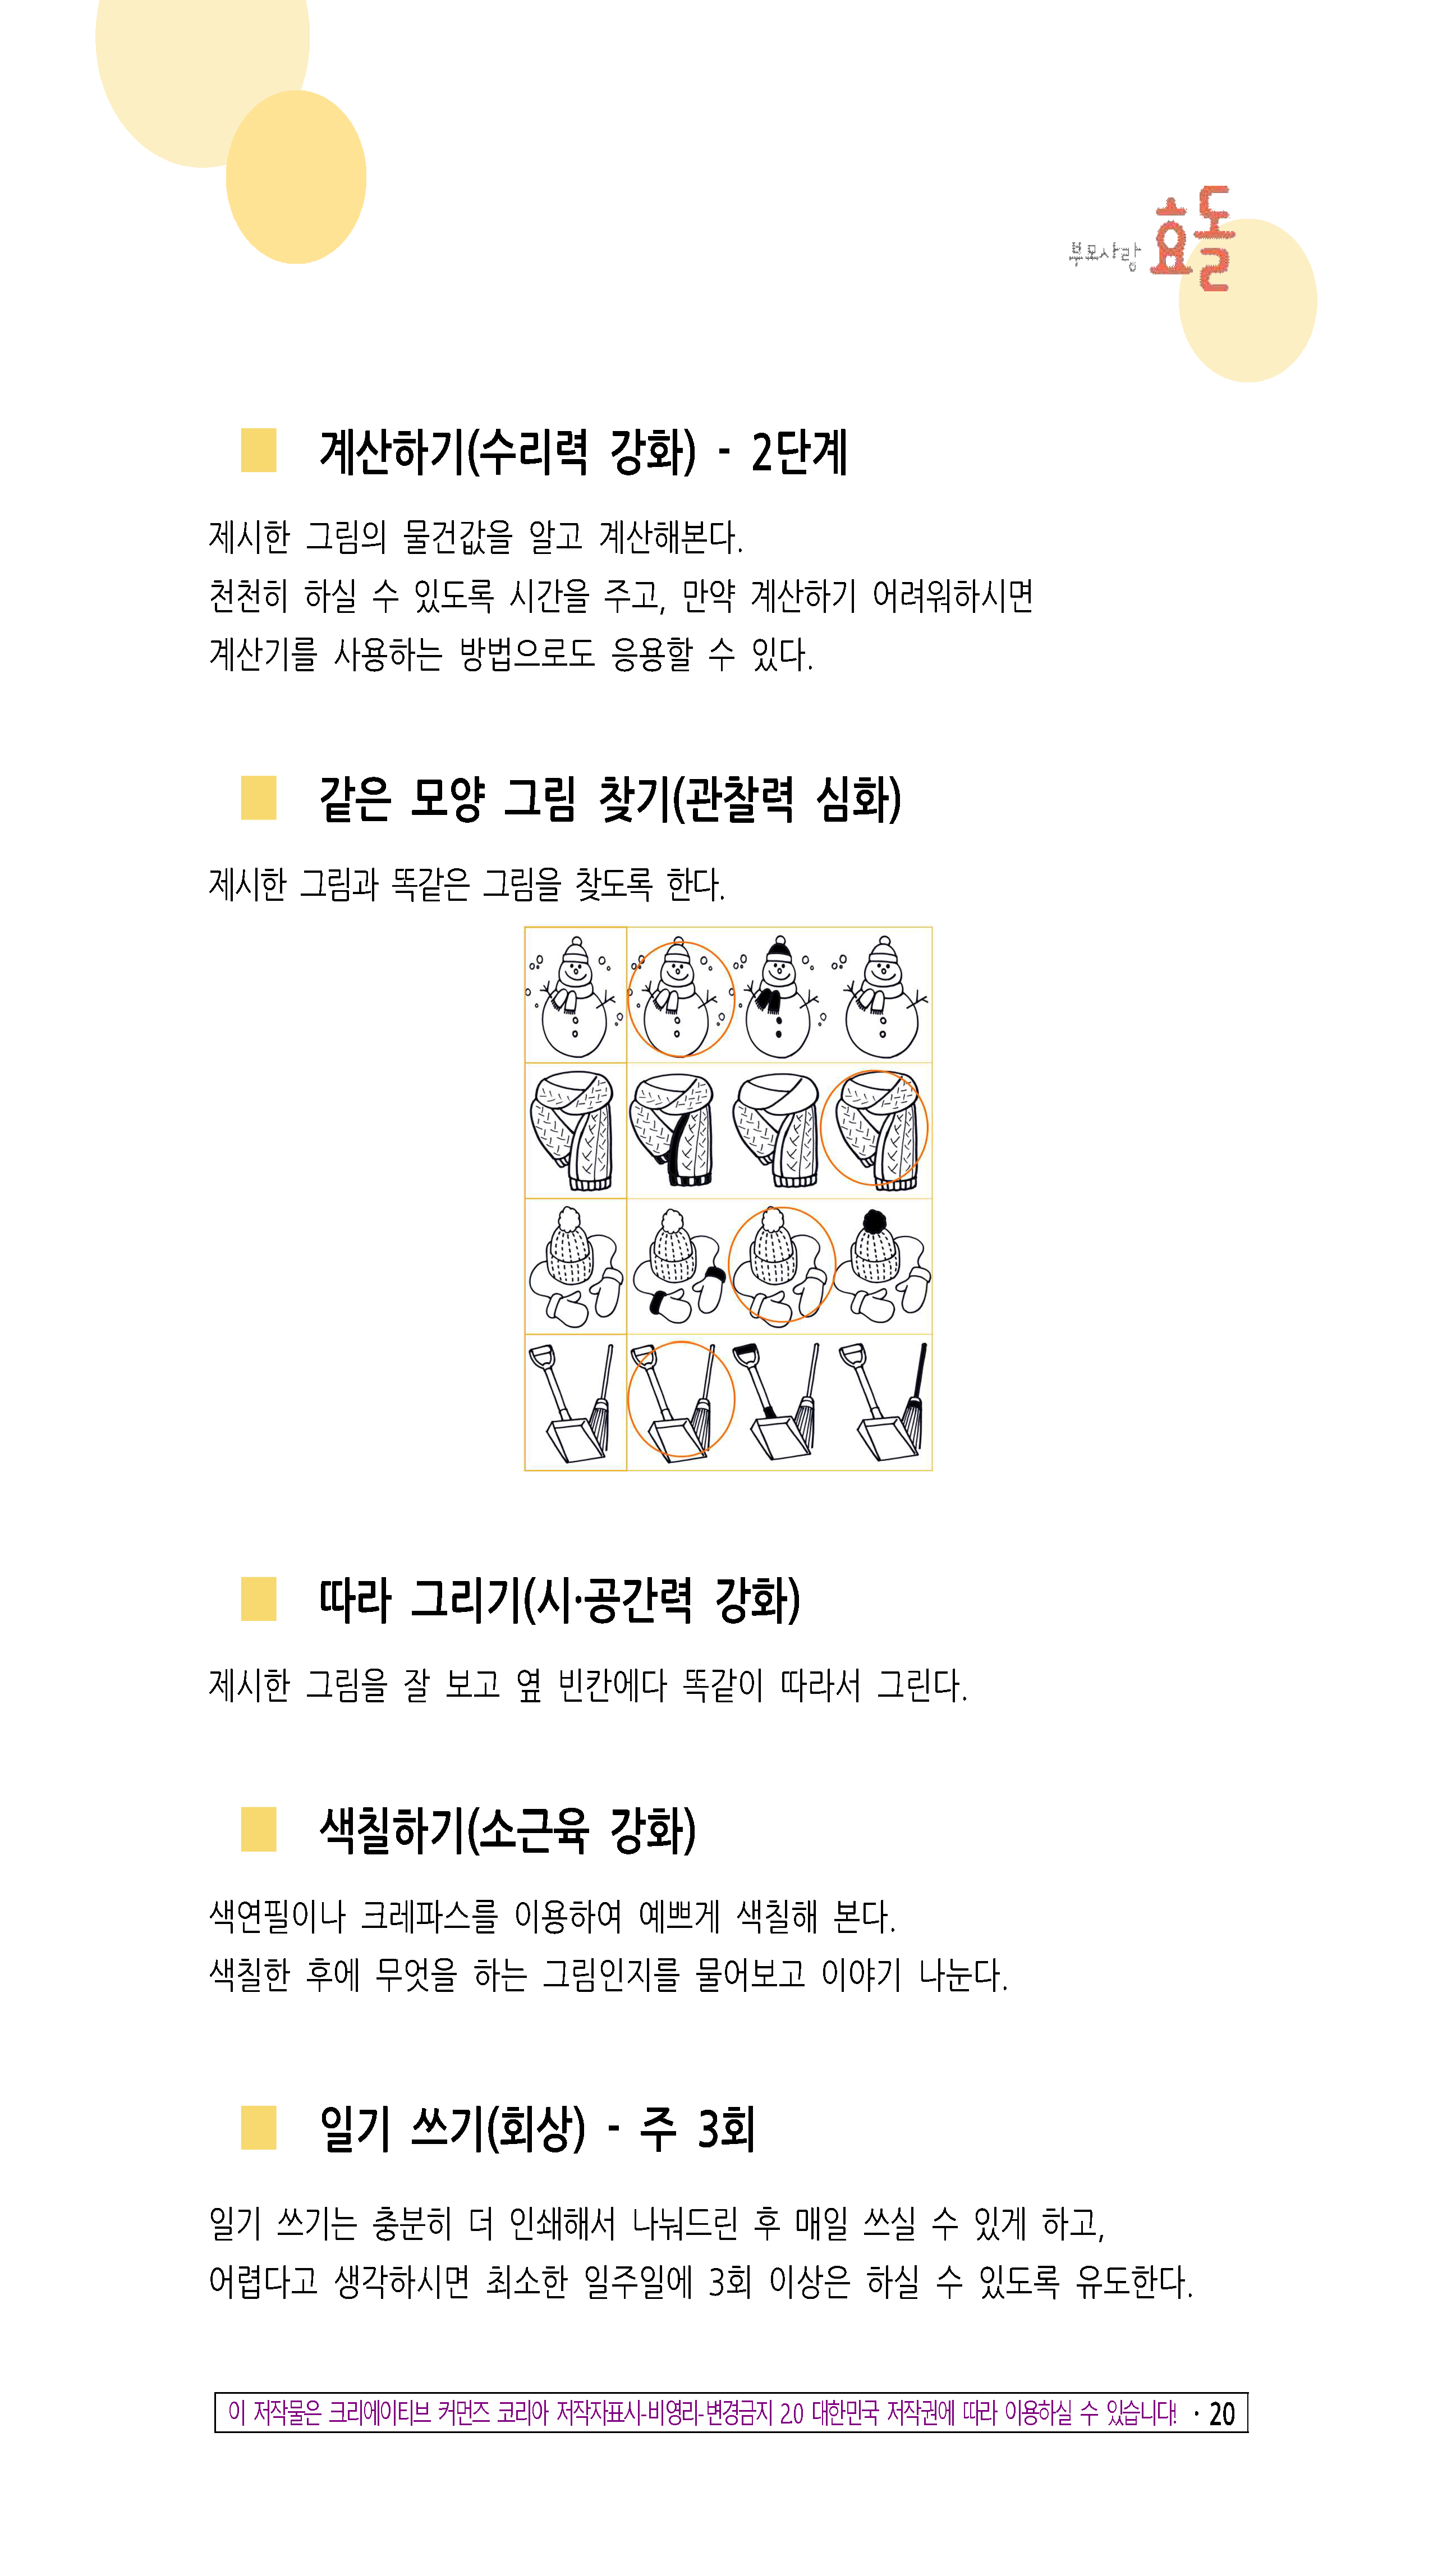 부모사랑 효돌
계산하기(수리력 강화) - 2단계
제시한 그림의 물건값을 알고 계산해본다.
천천히 하실 수 있도록 시간을 주고, 만약 계산하기 어려워하시면
계산기를 사용하는 방법으로도 응용할 수 있다.
같은 모양 그림 찾기(관찰력 심화)
제시한 그림과 똑같은 그림을 찾도록 한다.
따라 그리기(시·공간력 강화)
제시한 그림을 잘 보고 옆 빈칸에다 똑같이 따라서 그린다.
색칠하기(소근육 강화)
색연필이나 크레파스를 이용하여 예쁘게 색칠해 본다.
색칠한 후에 무엇을 하는 그림인지를 물어보고 이야기 나눈다.
일기 쓰기(회상) - 주 3회
일기 쓰기는 충분히 더 인쇄해서 나눠드린 후 매일 쓰실 수 있게 하고,
어렵다고 생각하시면 최소한 일주일에 3회 이상은 하실 수 있도록 유도한다.
이 저작물은 크리에이티브 커먼즈 코리아 저작자표시-비영리-변경금지 2.0 대한민국 저작권에 따라 이용하실 수 있습니다! · 20